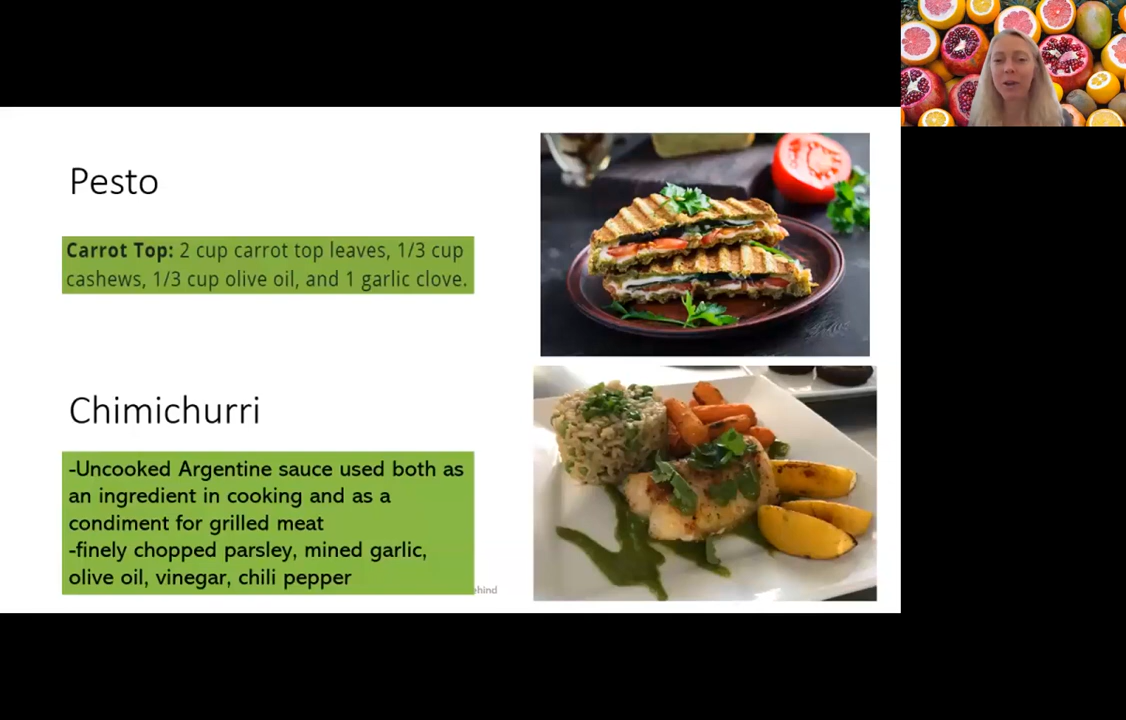 Pesto
Carrot Top: 2 cup carrot top leaves, 1/3 cup
cashews, 1/3 cup olive oil, and 1 garlic clove.
Chimichurri
-Uncooked Argentine sauce used both as
an ingredient in cooking and as a
condiment for grilled meat
-finely chopped parsley, mined garlic,
olive oil, vinegar, chili pepper